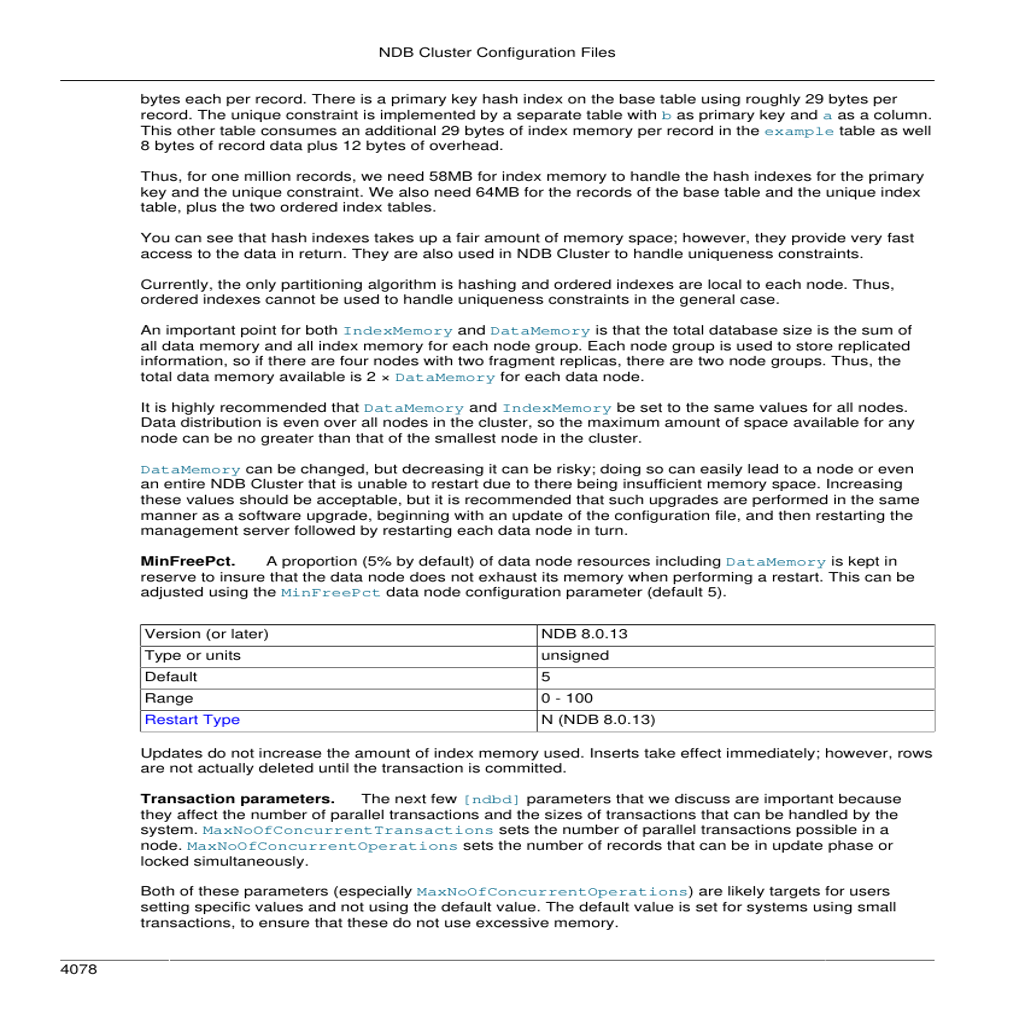 NDB Cluster Configuration Files
bytes each per record. There is a primary key hash index on the base table using roughly 29 bytes per
record. The unique constraint is implemented by a separate table with b as primary key and a as a column.
This other table consumes an additional 29 bytes of index memory per record in the example table as well
8 bytes of record data plus 12 bytes of overhead.
Thus, for one million records, we need 58MB for index memory to handle the hash indexes for the primary
key and the unique constraint. We also need 64MB for the records of the base table and the unique index
table, plus the two ordered index tables.
You can see that hash indexes takes up a fair amount of memory space; however, they provide very fast
access to the data in return. They are also used in NDB Cluster to handle uniqueness constraints.
Currently, the only partitioning algorithm is hashing and ordered indexes are local to each node. Thus,
ordered indexes cannot be used to handle uniqueness constraints in the general case.
An important point for both IndexMemory and DataMemory is that the total database size is the sum of
all data memory and all index memory for each node group. Each node group is used to store replicated
information, so if there are four nodes with two fragment replicas, there are two node groups. Thus, the
total data memory available is 2 × DataMemory for each data node.
It is highly recommended that DataMemory and IndexMemory be set to the same values for all nodes.
Data distribution is even over all nodes in the cluster, so the maximum amount of space available for any
node can be no greater than that of the smallest node in the cluster.
DataMemory can be changed, but decreasing it can be risky; doing so can easily lead to a node or even
an entire NDB Cluster that is unable to restart due to there being insufficient memory space. Increasing
these values should be acceptable, but it is recommended that such upgrades are performed in the same
manner as a software upgrade, beginning with an update of the configuration file, and then restarting the
management server followed by restarting each data node in turn.
MinFreePct. A proportion (5% by default) of data node resources including DataMemory is kept in
reserve to insure that the data node does not exhaust its memory when performing a restart. This can be
adjusted using the MinFreePct data node configuration parameter (default 5).
Version (or later) NDB 8.0.13
Type or units unsigned
Default 5
Range 0 - 100
Restart Type N (NDB 8.0.13)
Updates do not increase the amount of index memory used. Inserts take effect immediately; however, rows
are not actually deleted until the transaction is committed.
Transaction parameters. The next few [ndbd] parameters that we discuss are important because
they affect the number of parallel transactions and the sizes of transactions that can be handled by the
system. MaxNoOfConcurrentTransactions sets the number of parallel transactions possible in a
node. MaxNoOfConcurrentOperations sets the number of records that can be in update phase or
locked simultaneously.
Both of these parameters (especially MaxNoOfConcurrentOperations) are likely targets for users
setting specific values and not using the default value. The default value is set for systems using small
transactions, to ensure that these do not use excessive memory.
4078